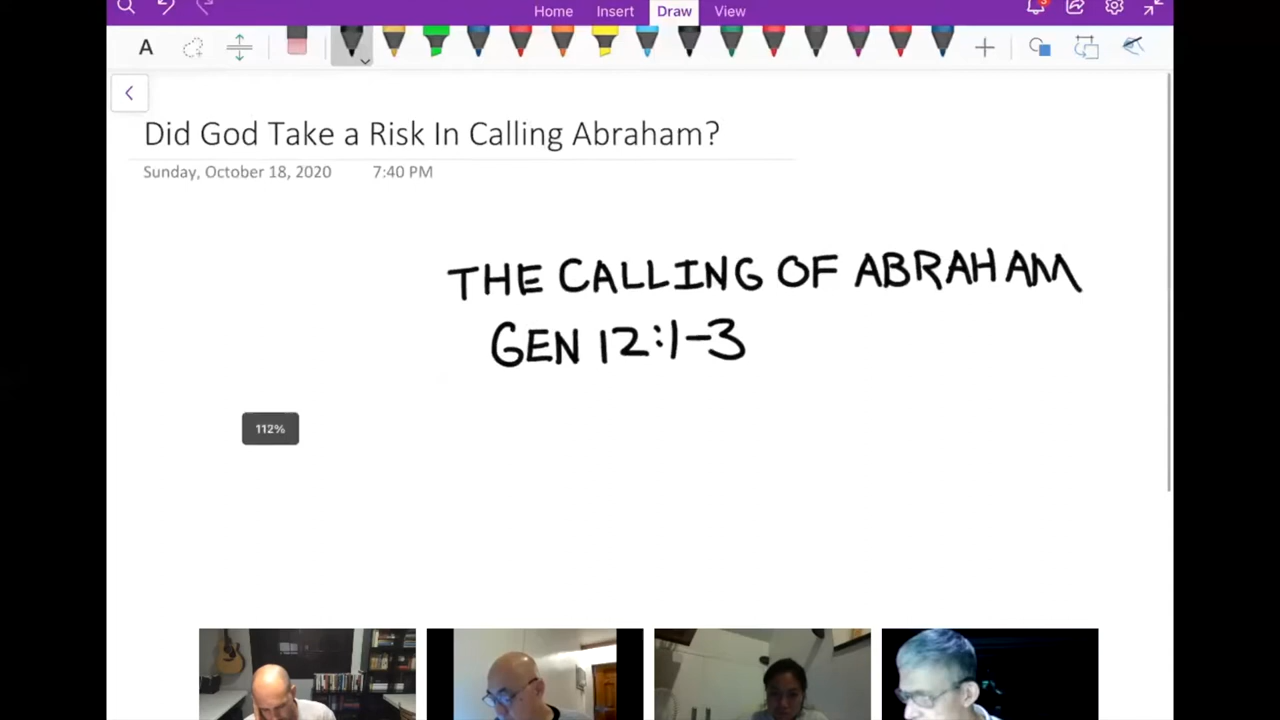 Home Insert Draw View
A
Did God Take a Risk In Calling Abraham?
Sunday, October 18, 2020 7:40 PM
THE CALLING OF ABRAHAM
GEN 12:1-3
112%